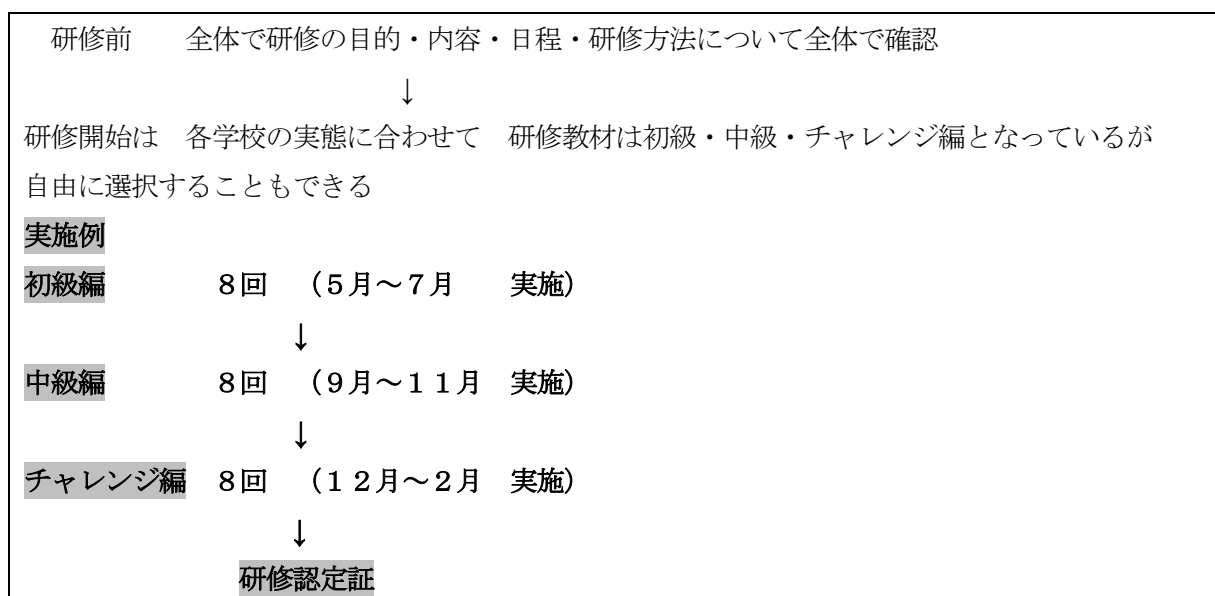 研修前　全体で研修の目的・内容・日程・研修方法について全体で確認
↓
研修開始は　各学校の実態に合わせて　研修教材は初級・中級・チャレンジ編となっているが
自由に選択することもできる
実施例
初級編　８回　（５月～７月　実施）
↓
中級編　８回　（９月～１１月　実施）
↓
チャレンジ編　８回　（１２月～２月　実施）
↓
研修認定証